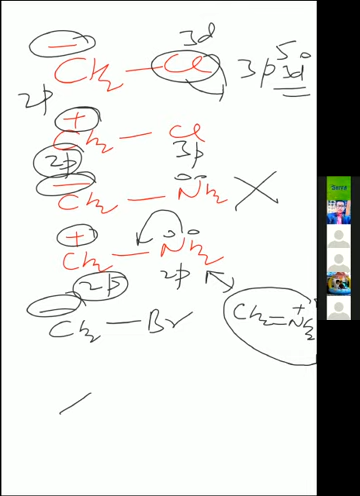 3d
−
CH2 — Cl 3p 3d
2p
+
CH2 — Cl
2p 3p
−
CH2 — NH2
+
CH2 — NH2
2p 2p
CH2=NH2
+
−
CH2 — Br